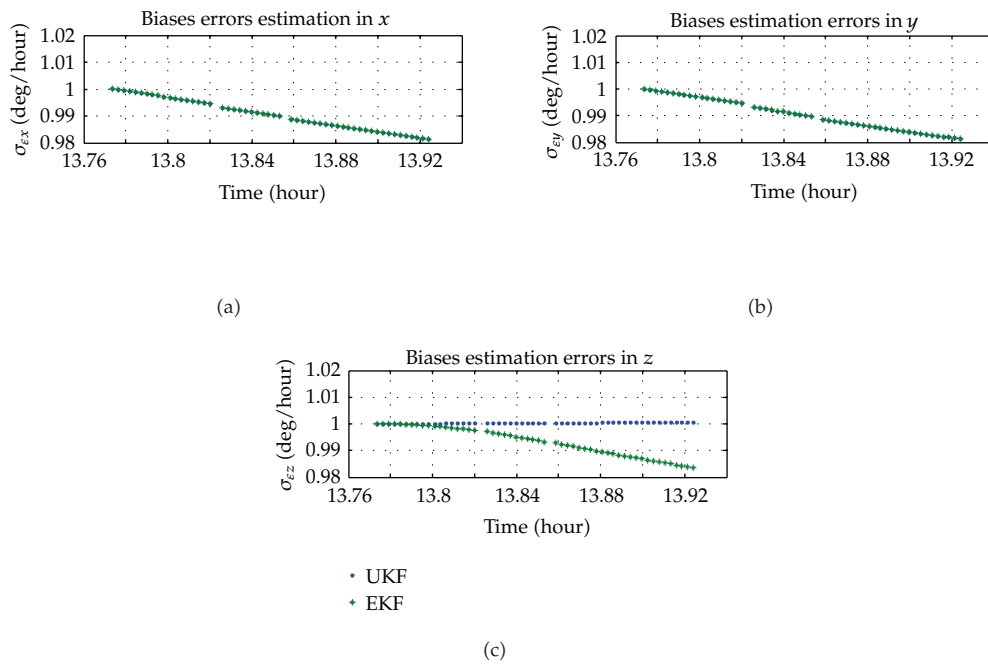 Biases errors estimation in x
1.02
1.01
1
0.99
0.98
σεx (deg/hour)
13.76 13.8 13.84 13.88 13.92
Time (hour)
(a)
Biases estimation errors in y
1.02
1.01
1
0.99
0.98
σεy (deg/hour)
13.76 13.8 13.84 13.88 13.92
Time (hour)
(b)
Biases estimation errors in z
1.02
1.01
1
0.99
0.98
σεz (deg/hour)
13.76 13.8 13.84 13.88 13.92
Time (hour)
UKF
EKF
(c)